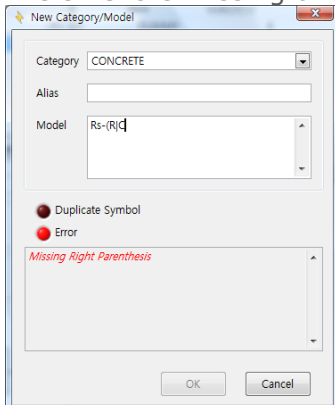 New Category/Model
Category CONCRETE
Alias
Model Rs-(R|C
Duplicate Symbol
Error
Missing Right Parenthesis
OK Cancel